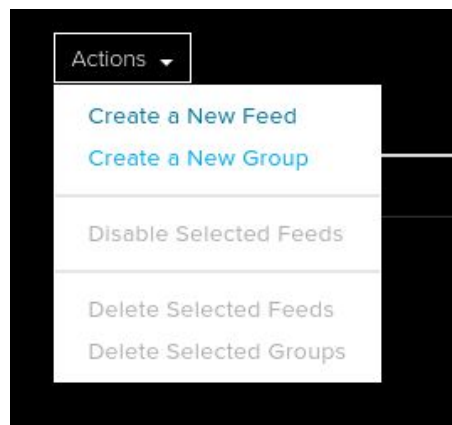 Actions
Create a New Feed
Create a New Group
Disable Selected Feeds
Delete Selected Feeds
Delete Selected Groups